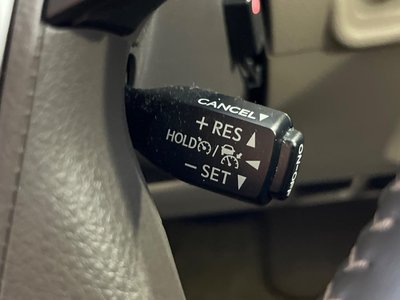 CANCEL▼
+RES▲
HOLD /
−SET▼
ON-OFF